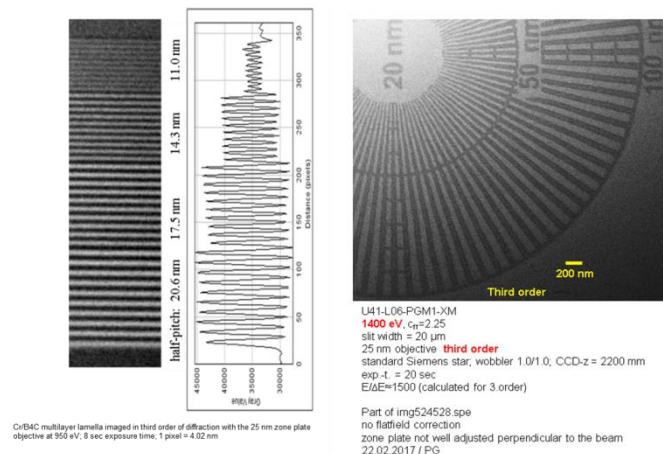 half-pitch: 20.6 nm
17.5 nm
14.3 nm
11.0 nm
0
50
100
150
200
250
300
350
Distance (pixels)
45000
40000
35000
30000
Cr/B4C multilayer lamella imaged in third order of diffraction with the 25 nm zone plate
objective at 950 eV; 8 sec exposure time; 1 pixel = 4.02 nm
20 nm
50 nm
100
200 nm
Third order
U41-L06-PGM1-XM
1400 eV, cff=2.25
slit width = 20 µm
25 nm objective third order
standard Siemens star; wobbler 1.0/1.0; CCD-z = 2200 mm
exp.-t. = 20 sec
E/ΔE≈1500 (calculated for 3.order)
Part of img524528.spe
no flatfield correction
zone plate not well adjusted perpendicular to the beam
22.02.2017 / PG